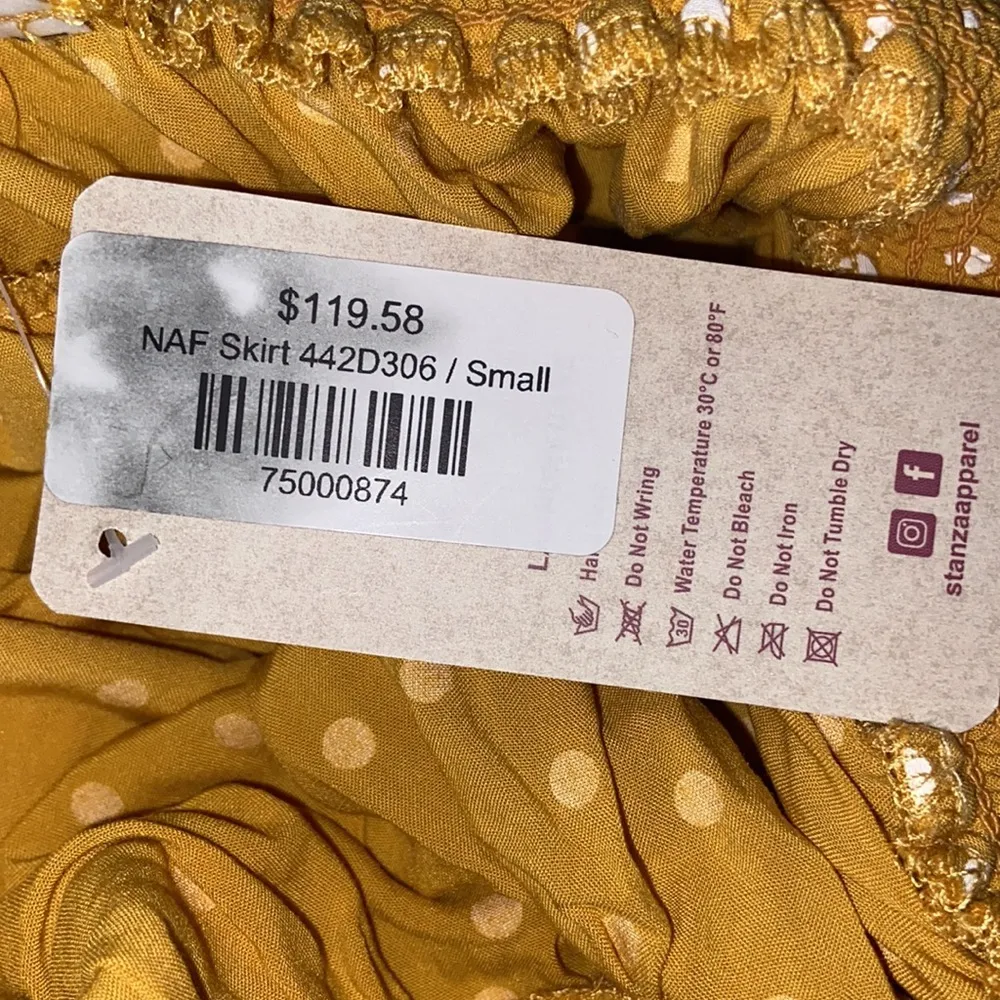 $119.58
NAF Skirt 442D306 / Small
75000874
Do Not Wring
Water Temperature 30°C or 80°F
30
Do Not Bleach
Do Not Iron
Do Not Tumble Dry
stanzaapparel